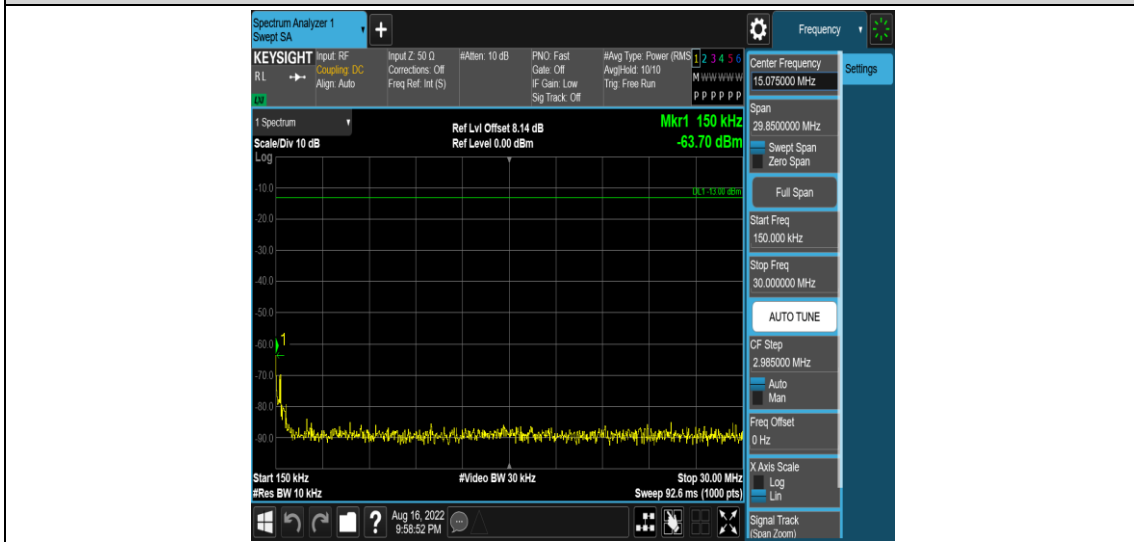 Spectrum Analyzer 1
Swept SA
+
Frequency
KEYSIGHT
RL
LXI
Input: RF
Coupling: DC
Align: Auto
Input Z: 50 Ω
Corrections: Off
Freq Ref: Int (S)
#Atten: 10 dB
PNO: Fast
Gate: Off
IF Gain: Low
Sig Track: Off
#Avg Type: Power (RMS
Avg|Hold: 10/10
Trig: Free Run
1 2 3 4 5 6
M W W W W W
P P P P P P
1 Spectrum
Scale/Div 10 dB
Log
Ref Lvl Offset 8.14 dB
Ref Level 0.00 dBm
Mkr1 150 kHz
-63.70 dBm
-10.0
DL1 -13.00 dBm
-20.0
-30.0
-40.0
-50.0
-60.0
1
-70.0
-80.0
-90.0
Start 150 kHz
#Video BW 30 kHz
Stop 30.00 MHz
#Res BW 10 kHz
Sweep 92.6 ms (1000 pts)
?
Aug 16, 2022
9:58:52 PM
Center Frequency
15.075000 MHz
Settings
Span
29.8500000 MHz
Swept Span
Zero Span
Full Span
Start Freq
150.000 kHz
Stop Freq
30.000000 MHz
AUTO TUNE
CF Step
2.985000 MHz
Auto
Man
Freq Offset
0 Hz
X Axis Scale
Log
Lin
Signal Track
(Span Zoom)